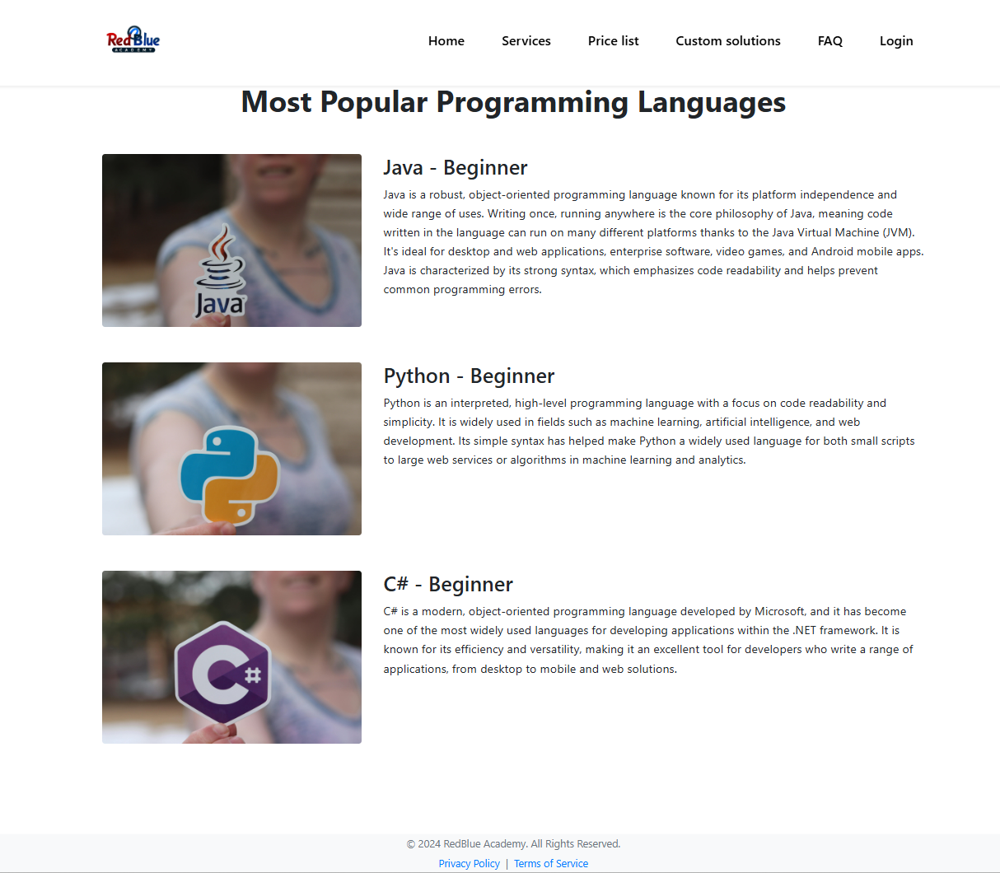 RedBlue
ACADEMY
Home Services Price list Custom solutions FAQ Login
Most Popular Programming Languages
Java
Java - Beginner
Java is a robust, object-oriented programming language known for its platform independence and
wide range of uses. Writing once, running anywhere is the core philosophy of Java, meaning code
written in the language can run on many different platforms thanks to the Java Virtual Machine (JVM).
It's ideal for desktop and web applications, enterprise software, video games, and Android mobile apps.
Java is characterized by its strong syntax, which emphasizes code readability and helps prevent
common programming errors.
Python - Beginner
Python is an interpreted, high-level programming language with a focus on code readability and
simplicity. It is widely used in fields such as machine learning, artificial intelligence, and web
development. Its simple syntax has helped make Python a widely used language for both small scripts
to large web services or algorithms in machine learning and analytics.
C#
C# - Beginner
C# is a modern, object-oriented programming language developed by Microsoft, and it has become
one of the most widely used languages for developing applications within the .NET framework. It is
known for its efficiency and versatility, making it an excellent tool for developers who write a range of
applications, from desktop to mobile and web solutions.
© 2024 RedBlue Academy. All Rights Reserved.
Privacy Policy | Terms of Service